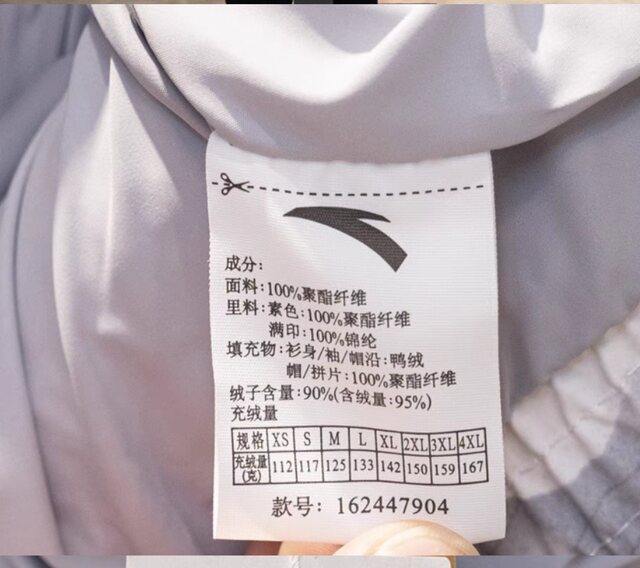 成分:
面料:100%聚酯纤维
里料:素色:100%聚酯纤维
满印:100%锦纶
填充物:衫身/袖/帽沿:鸭绒
帽/拼片:100%聚酯纤维
绒子含量:90%(含绒量:95%)
充绒量
规格 XS S M L XL 2XL 3XL 4XL
充绒量(克) 112 117 125 133 142 150 159 167
款号: 162447904